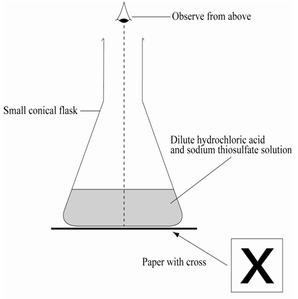 Observe from above
Small conical flask
Dilute hydrochloric acid
and sodium thiosulfate solution
Paper with cross
X